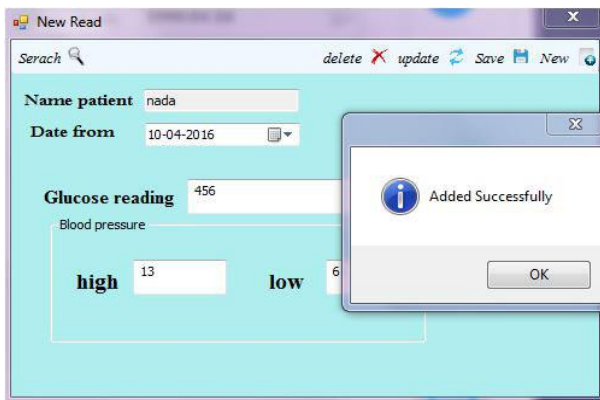 New Read
Serach delete update Save New
Name patient nada
Date from 10-04-2016
Added Successfully
Glucose reading 456
Blood pressure
OK
high 13 low 6